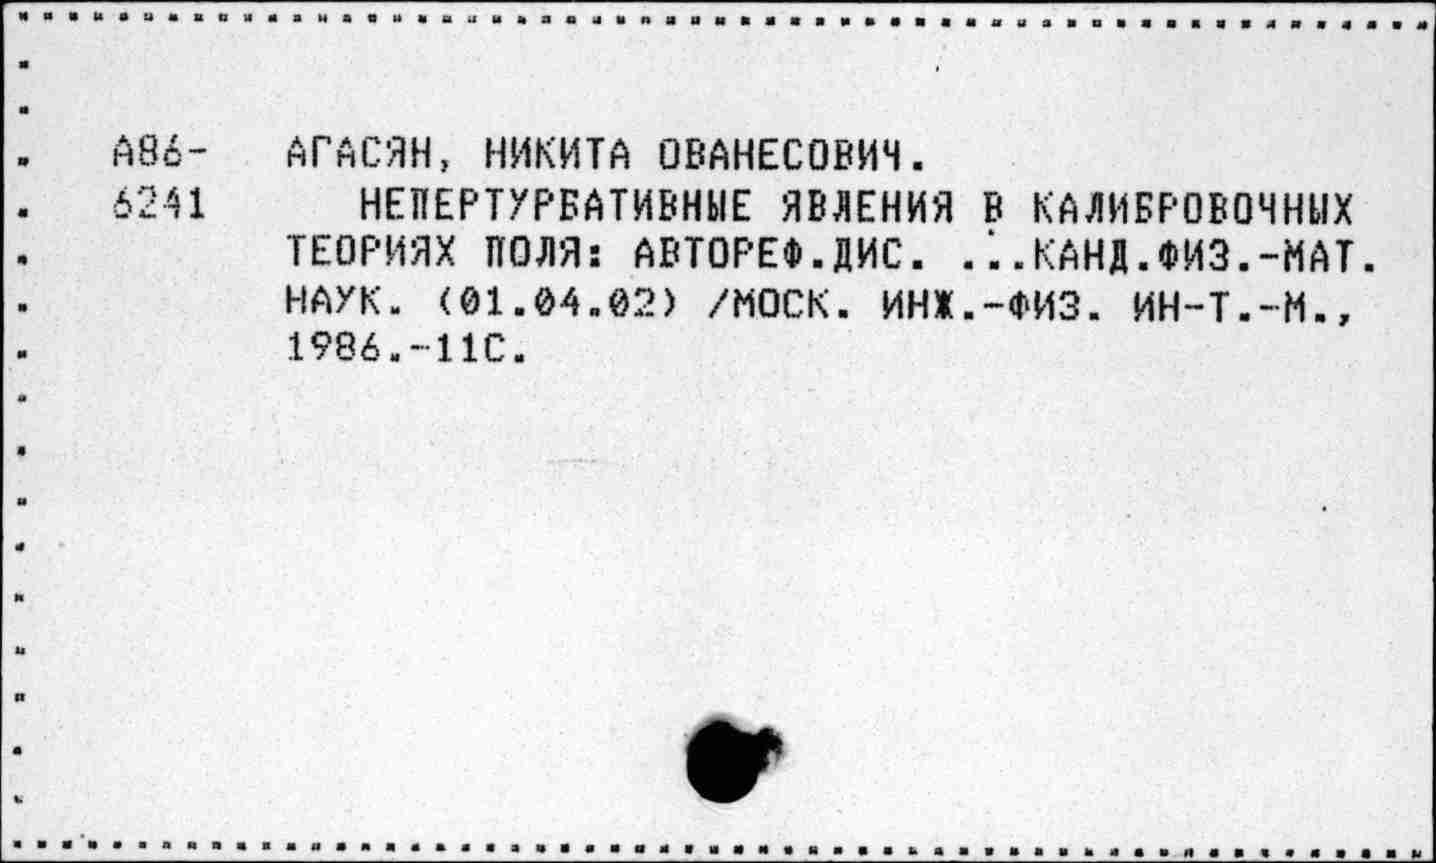 А86- АГАСЯН, НИКИТА ОВАНЕСОВИЧ.
6241 НЕПЕРТУРБАТИВНЫЕ ЯВЛЕНИЯ В КАЛИБРОВОЧНЫХ
ТЕОРИЯХ ПОЛЯ: АВТОРЕФ.ДИС. ...КАНД.ФИЗ.-МАТ.
НАУК. (01.04.02) /МОСК. ИНЖ.-ФИЗ. ИН-Т.-М.,
1986.-11С.